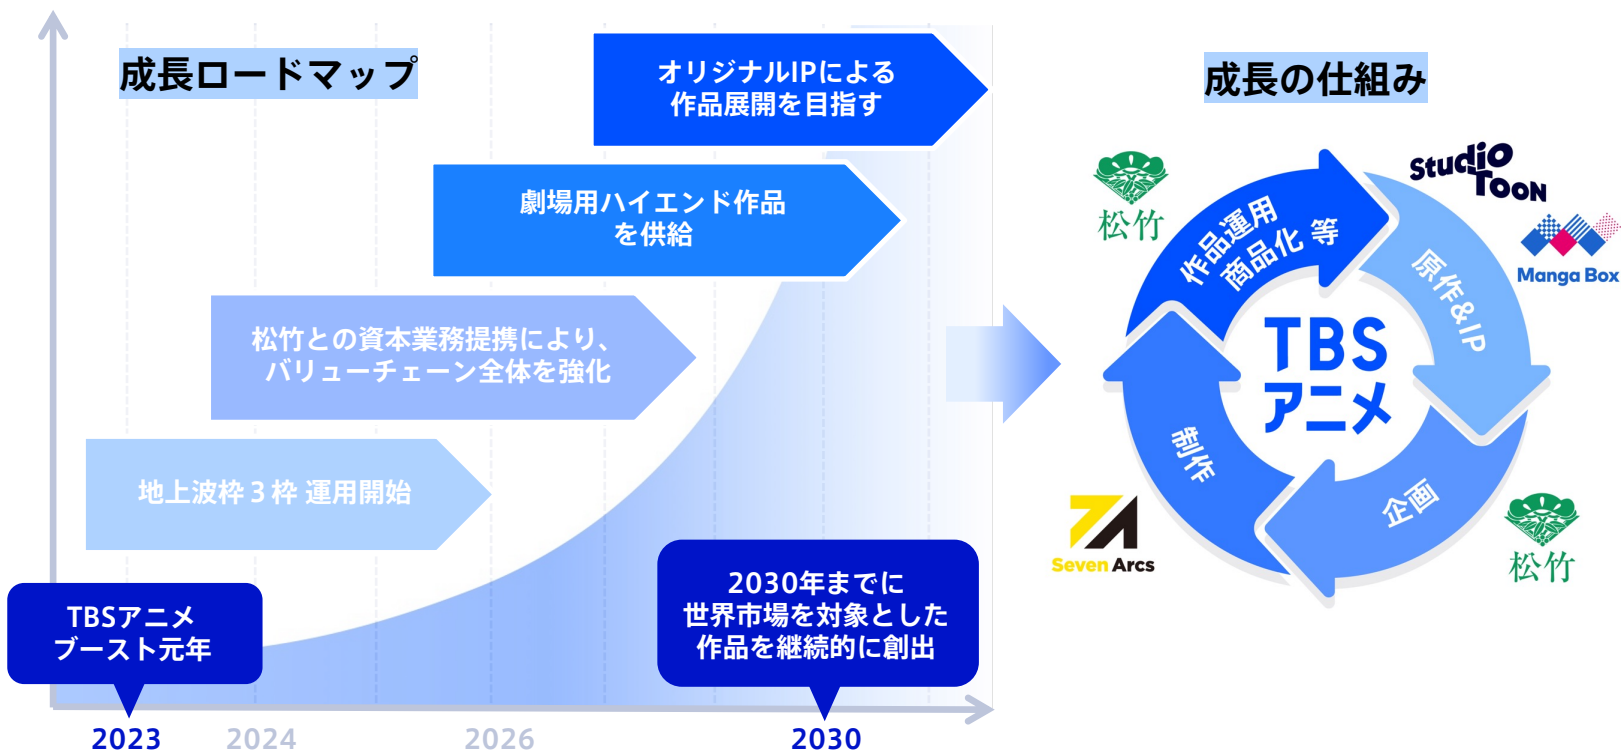 成長ロードマップ
オリジナルIPによる
作品展開を目指す
劇場用ハイエンド作品
を供給
松竹との資本業務提携により、
バリューチェーン全体を強化
地上波枠３枠 運用開始
TBSアニメ
ブースト元年
2030年までに
世界市場を対象とした
作品を継続的に創出
2023
2024
2026
2030
成長の仕組み
松竹
Studio
Toon
Manga Box
作品運用
商品化 等
原作&IP
TBS
アニメ
制作
企画
Seven Arcs
松竹